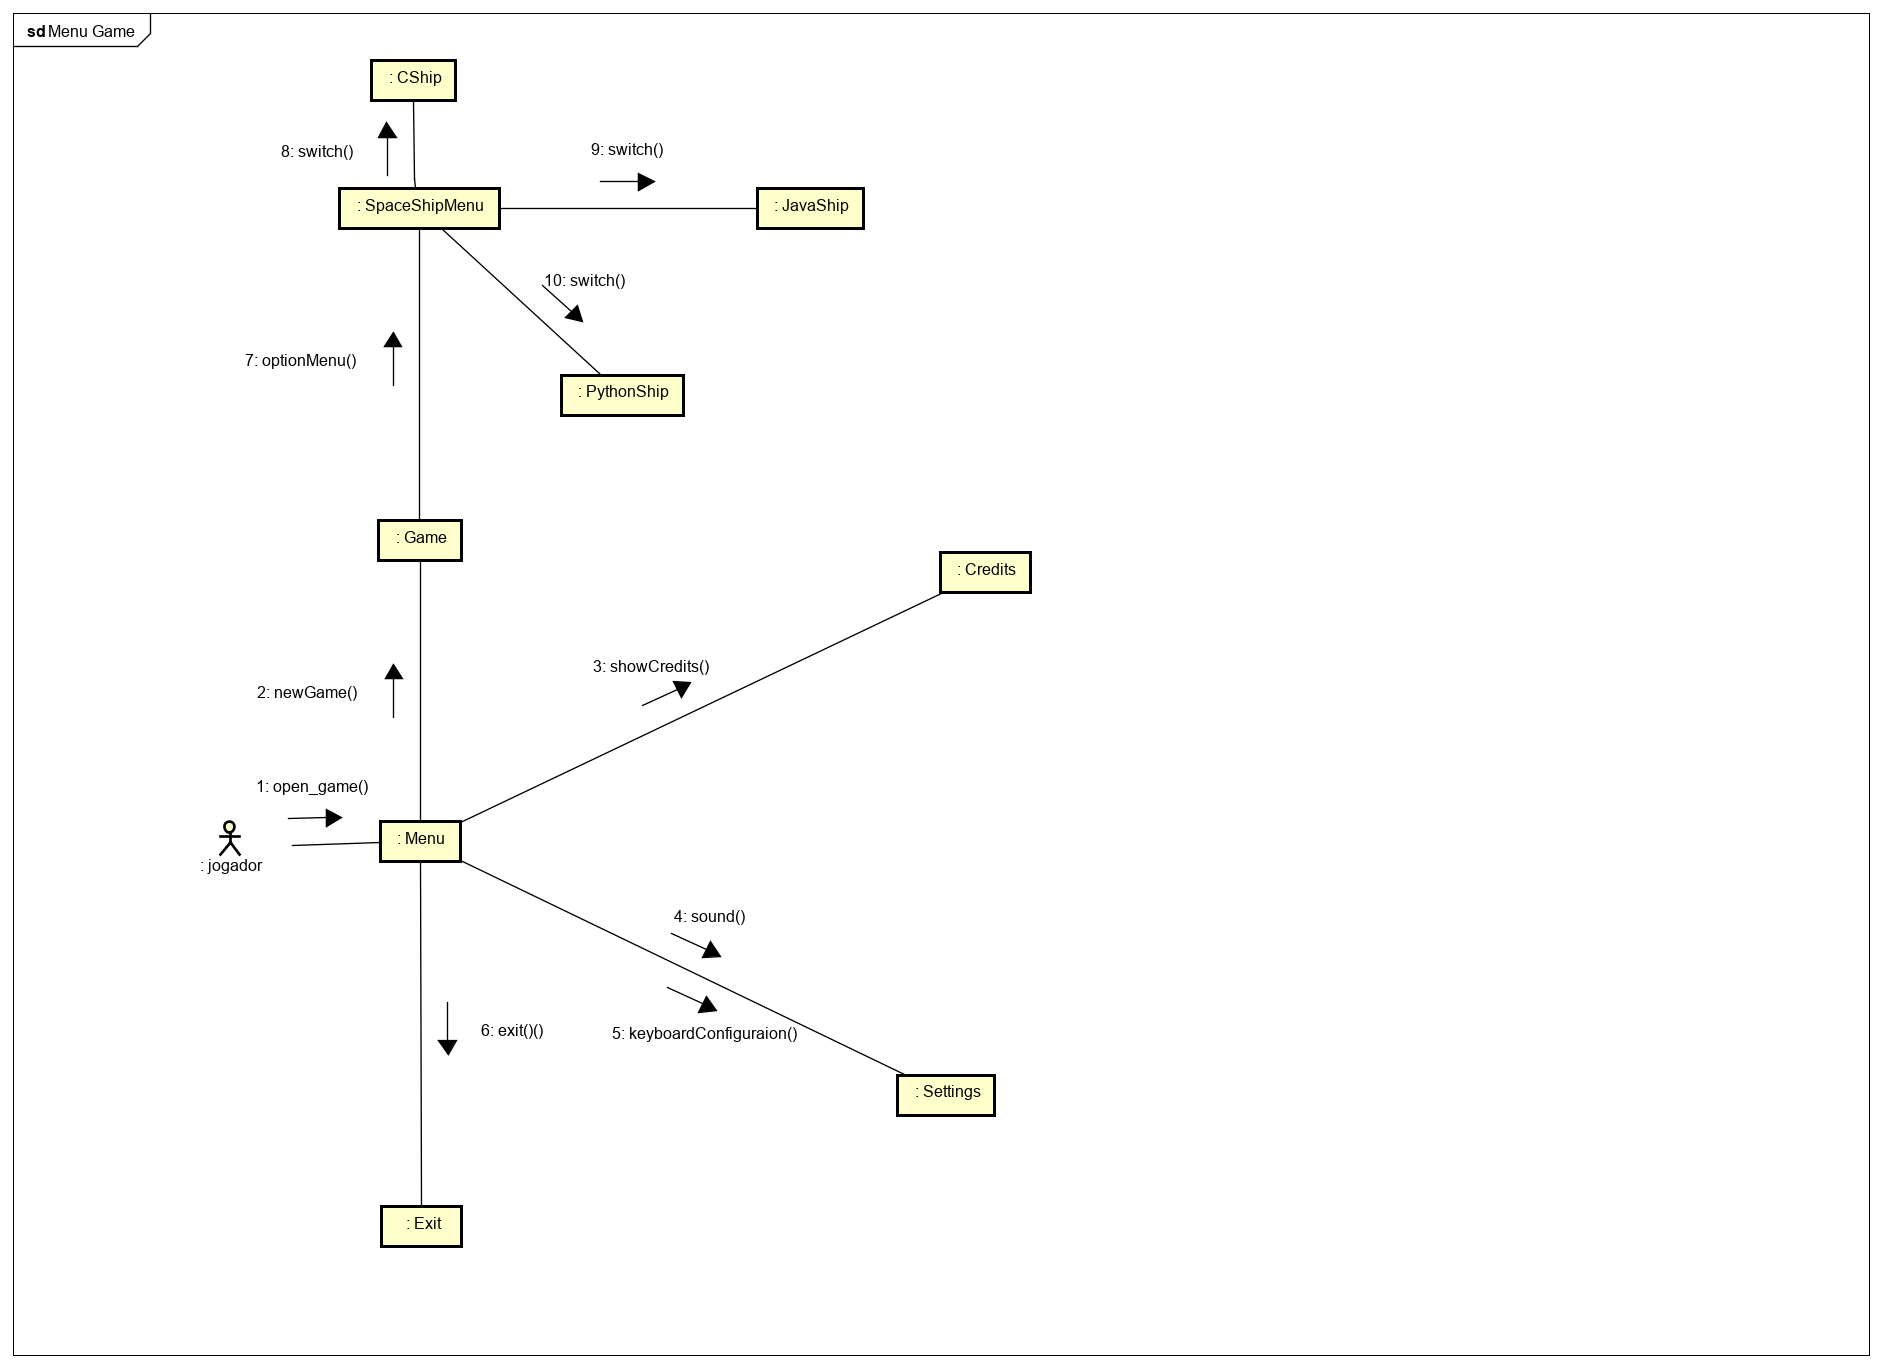 sd Menu Game
: CShip
8: switch()
9: switch()
: SpaceShipMenu
: JavaShip
10: switch()
7: optionMenu()
: PythonShip
: Game
: Credits
3: showCredits()
2: newGame()
1: open_game()
: Menu
: jogador
4: sound()
6: exit()()
5: keyboardConfiguraion()
: Settings
: Exit